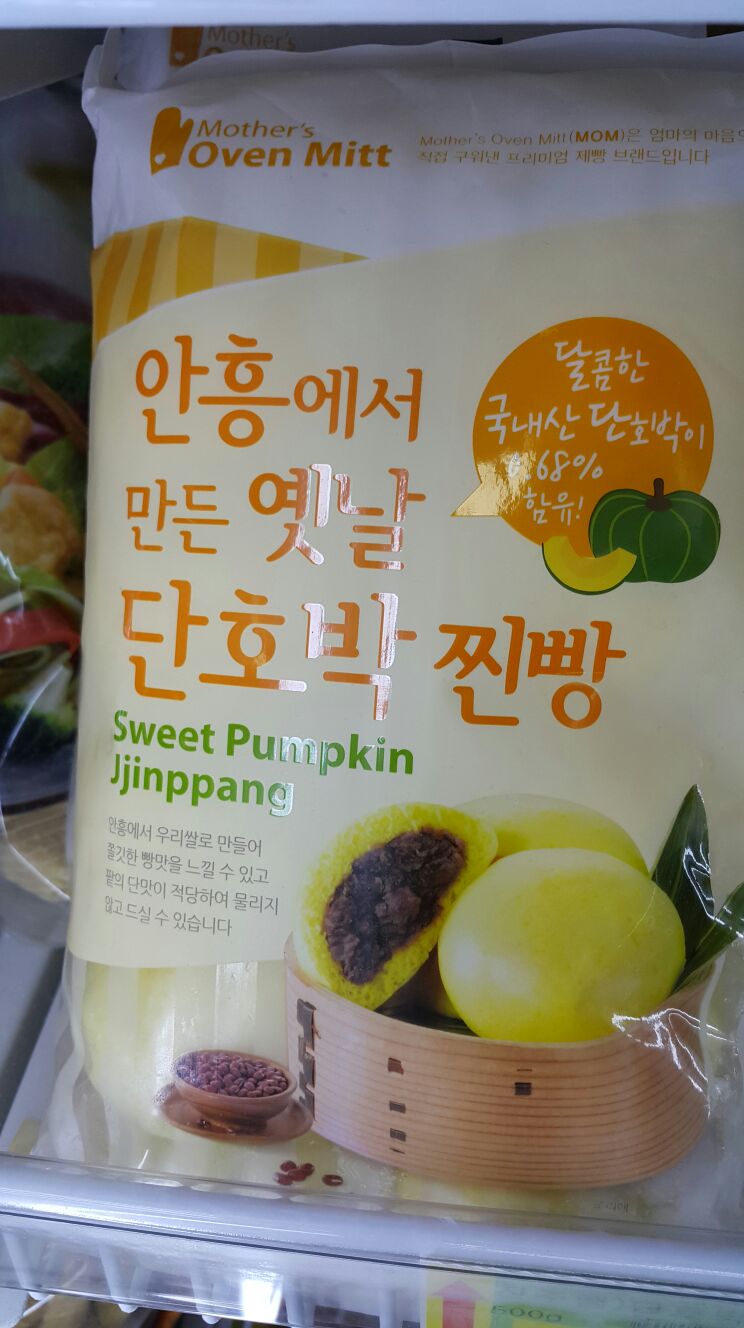 Mother's
Mother's
Oven Mitt
Mother's Oven Mitt(MOM)은 엄마의 마음으
직접 구워낸 프리미엄 제빵 브랜드입니다
안흥에서
만든 옛날
단호박 찐빵
달콤한
국내산 단호박이
68%
함유!
Sweet Pumpkin
Jjinppang
안흥에서 우리쌀로 만들어
쫄깃한 빵맛을 느낄 수 있고
팥의 단맛이 적당하여 물리지
않고 드실 수 있습니다
500g